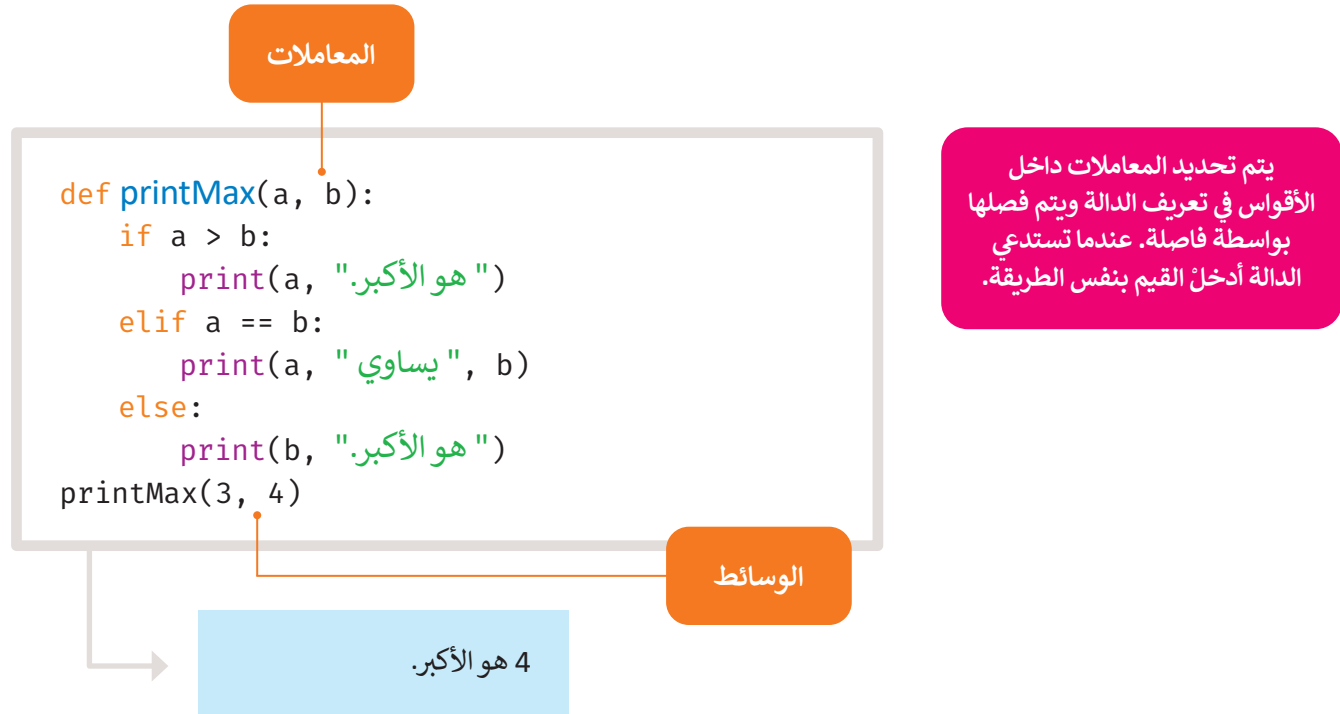 المعاملات
def printMax(a, b):
    if a > b:
        print(a, " هو الأكبر.")
    elif a == b:
        print(a, " يساوي ", b)
    else:
        print(b, " هو الأكبر.")
printMax(3, 4)
الوسائط
4 هو الأكبر.
يتم تحديد المعاملات داخل
الأقواس في تعريف الدالة ويتم فصلها
بواسطة فاصلة. عندما تستدعي
الدالة أدخلْ القيم بنفس الطريقة.